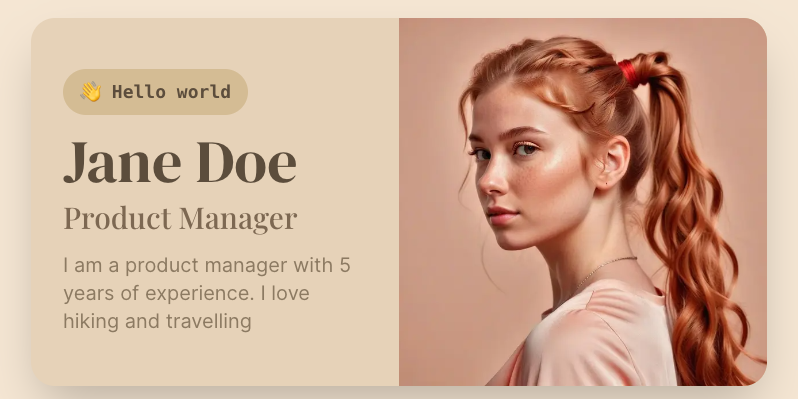 👋 Hello world
Jane Doe
Product Manager
I am a product manager with 5
years of experience. I love
hiking and travelling